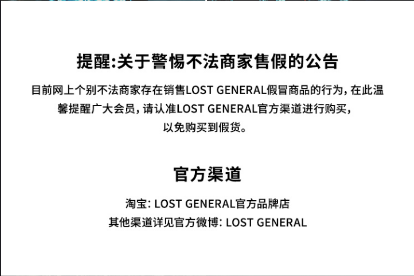 提醒:关于警惕不法商家售假的公告
目前网上个别不法商家存在销售LOST GENERAL假冒商品的行为,在此温
馨提醒广大会员,请认准LOST GENERAL官方渠道进行购买,
以免购买到假货。
官方渠道
淘宝: LOST GENERAL官方品牌店
其他渠道详见官方微博: LOST GENERAL